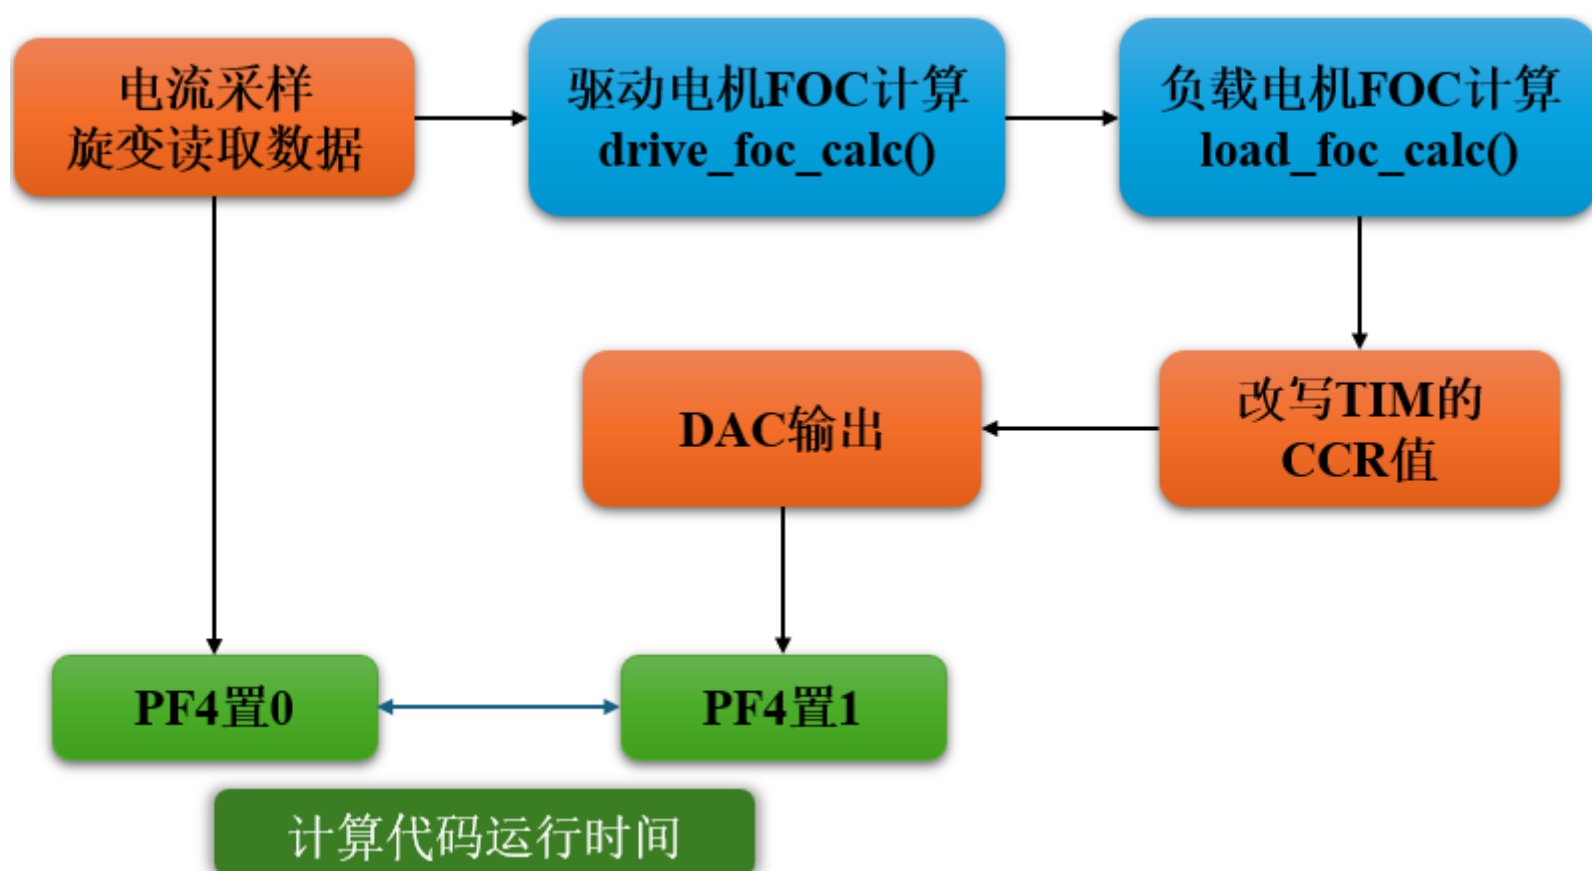 电流采样
旋变读取数据
驱动电机FOC计算
drive_foc_calc()
负载电机FOC计算
load_foc_calc()
改写TIM的
CCR值
DAC输出
PF4置0
PF4置1
计算代码运行时间